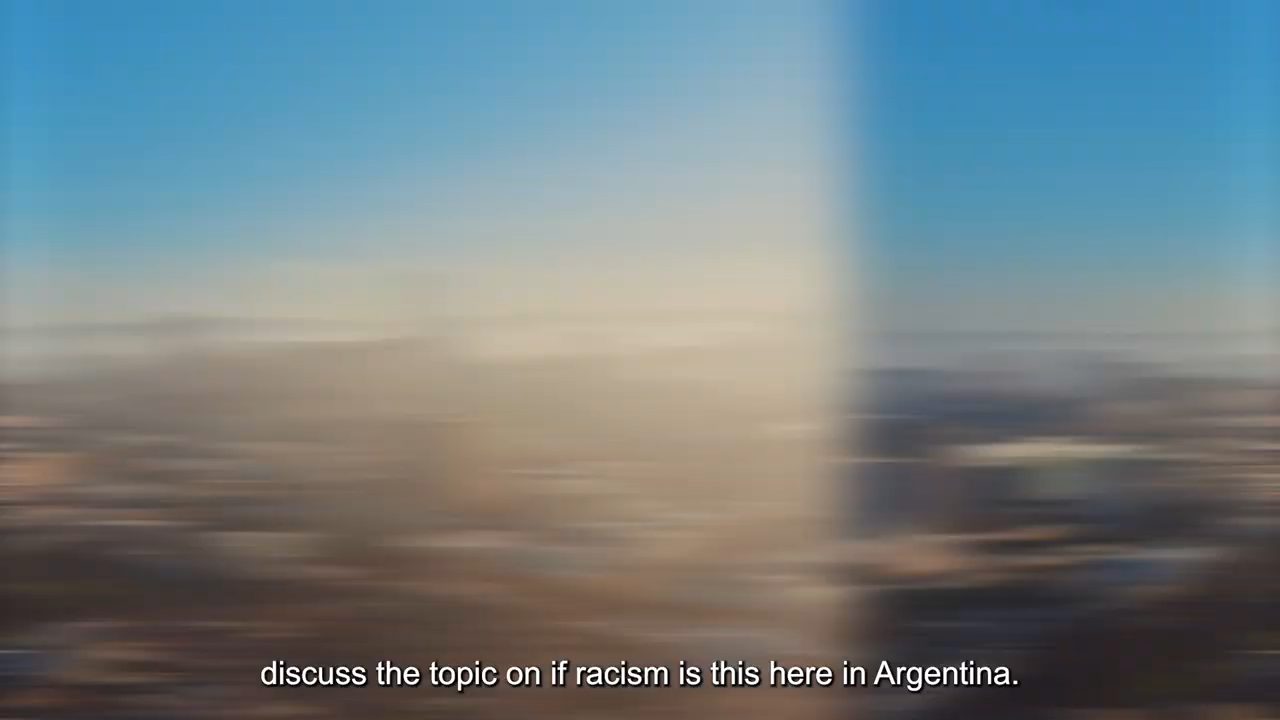 discuss the topic on if racism is this here in Argentina.